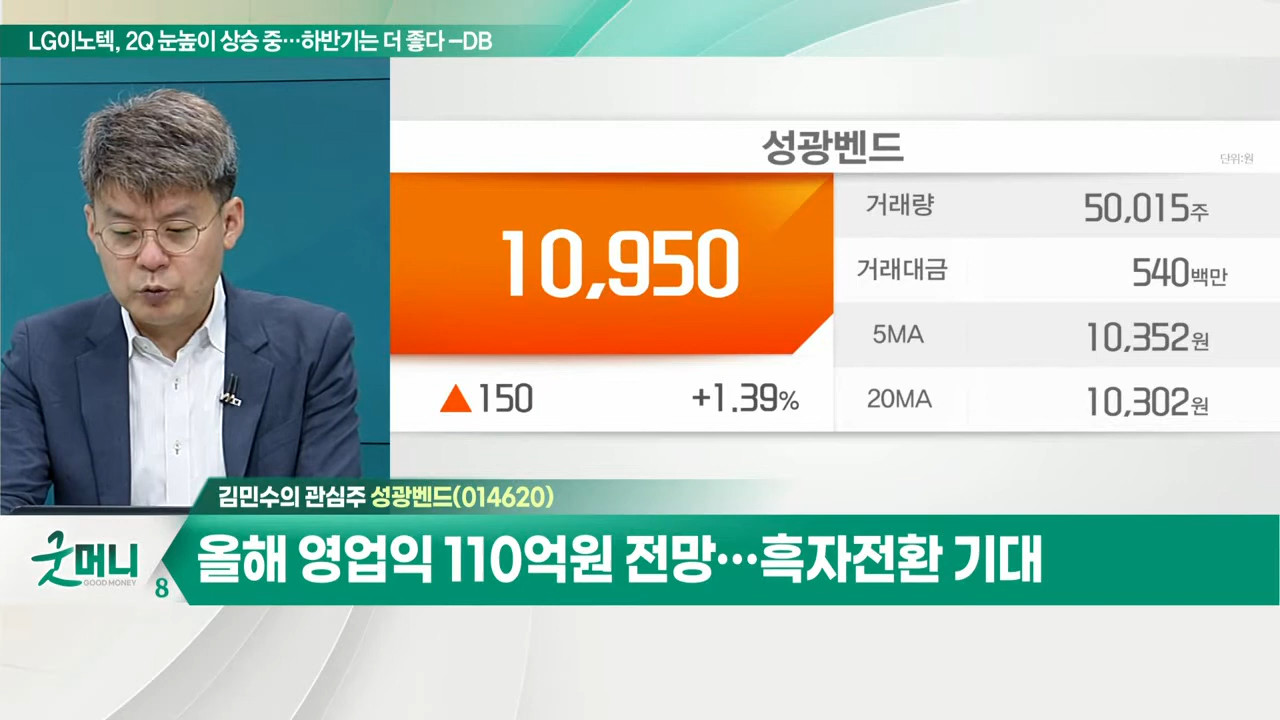 LG이노텍, 2Q 눈높이 상승 중…하반기는 더 좋다 –DB
성광벤드
단위:원
10,950
▲150 +1.39%
거래량 50,015주
거래대금 540백만
5MA 10,352원
20MA 10,302원
김민수의 관심주 성광벤드(014620)
굿머니
GOOD MONEY
8
올해 영업익 110억원 전망…흑자전환 기대